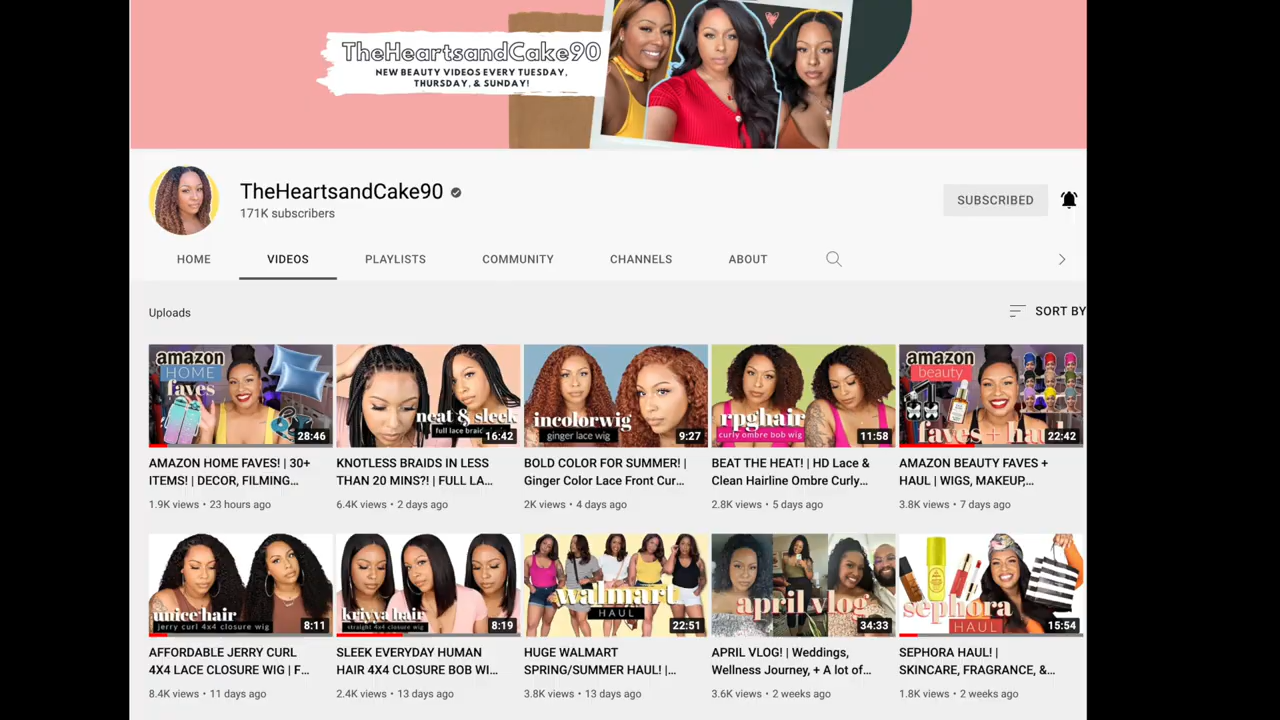 TheHeartsandCake90
NEW BEAUTY VIDEOS EVERY TUESDAY,
THURSDAY, & SUNDAY!
TheHeartsandCake90
171K subscribers
SUBSCRIBED
HOME VIDEOS PLAYLISTS COMMUNITY CHANNELS ABOUT
Uploads
SORT BY
amazon
HOME
faves
28:46
neat & sleek
full lace braid
16:42
incolorwig
ginger lace wig
9:27
rpghair
curly ombre bob wig
11:58
amazon
beauty
faves + haul
22:42
AMAZON HOME FAVES! | 30+
ITEMS! | DECOR, FILMING...
1.9K views • 23 hours ago
KNOTLESS BRAIDS IN LESS
THAN 20 MINS?! | FULL LA...
6.4K views • 2 days ago
BOLD COLOR FOR SUMMER! |
Ginger Color Lace Front Cur...
2K views • 4 days ago
BEAT THE HEAT! | HD Lace &
Clean Hairline Ombre Curly...
2.8K views • 5 days ago
AMAZON BEAUTY FAVES +
HAUL | WIGS, MAKEUP,...
3.8K views • 7 days ago
unice hair
jerry curl 4x4 closure wig
8:11
kriyya hair
straight 4x4 closure wig
8:19
walmart
HAUL
22:51
april vlog
34:33
sephora
HAUL
15:54
AFFORDABLE JERRY CURL
4X4 LACE CLOSURE WIG | F...
8.4K views • 11 days ago
SLEEK EVERYDAY HUMAN
HAIR 4X4 CLOSURE BOB WI...
2.4K views • 13 days ago
HUGE WALMART
SPRING/SUMMER HAUL! |...
3.8K views • 13 days ago
APRIL VLOG! | Weddings,
Wellness Journey, + A lot of...
3.6K views • 2 weeks ago
SEPHORA HAUL! |
SKINCARE, FRAGRANCE, &...
1.8K views • 2 weeks ago